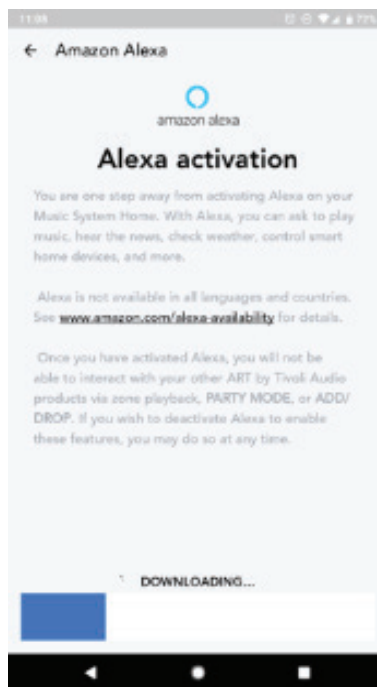 11:08
77%
← Amazon Alexa
amazon alexa
Alexa activation
You are one step away from activating Alexa on your
Music System Home. With Alexa, you can ask to play
music, hear the news, check weather, control smart
home devices, and more.
Alexa is not available in all languages and countries.
See www.amazon.com/alexa-availability for details.
Once you have activated Alexa, you will not be
able to interact with your other ART by Tivoli Audio
products via zone playback, PARTY MODE, or ADD/
DROP. If you wish to deactivate Alexa to enable
these features, you may do so at any time.
DOWNLOADING...